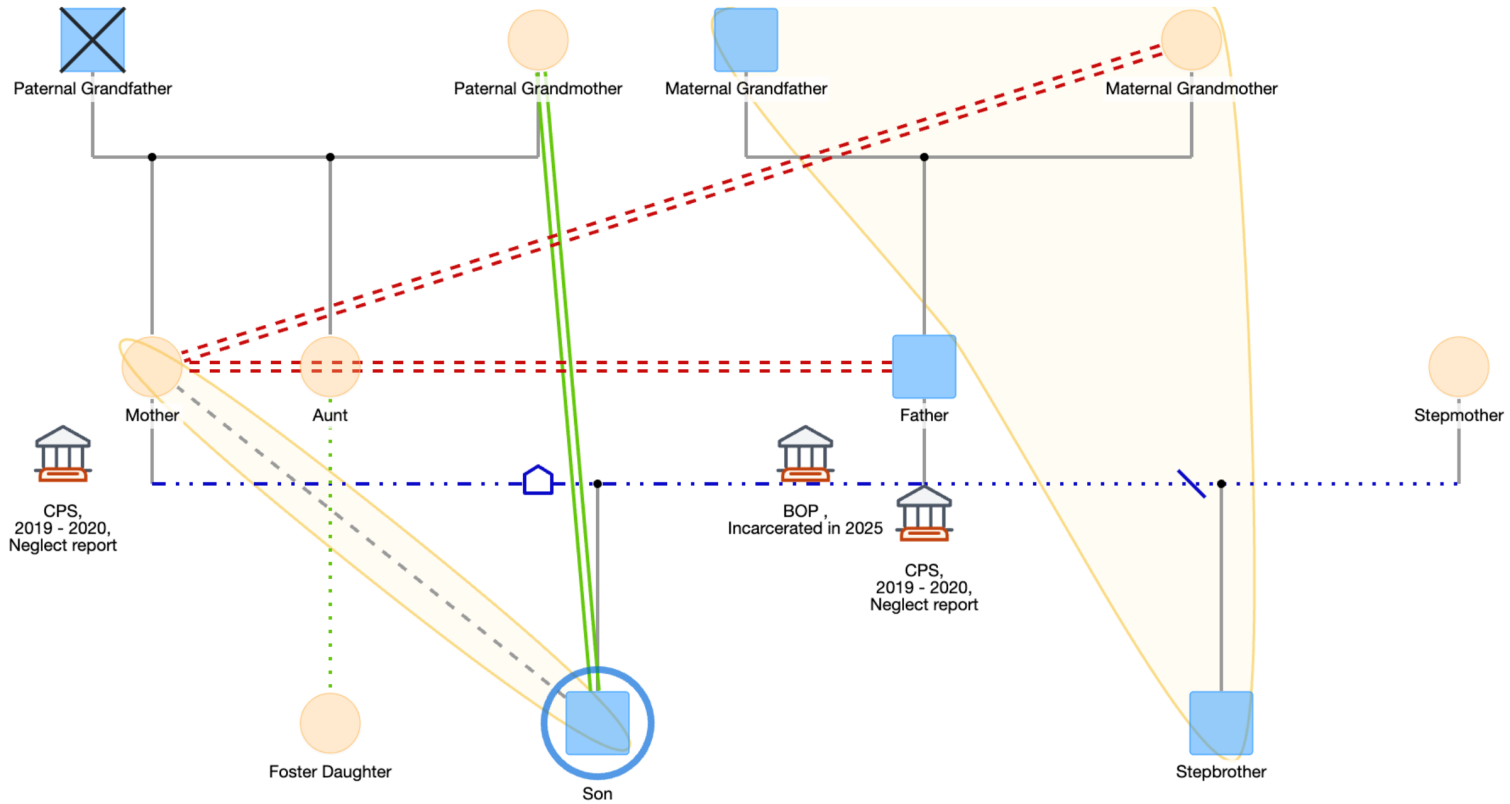 Paternal Grandfather
Paternal Grandmother
Maternal Grandfather
Maternal Grandmother
Mother
Aunt
Father
Stepmother
CPS,
2019 - 2020,
Neglect report
BOP ,
Incarcerated in 2025
CPS,
2019 - 2020,
Neglect report
Foster Daughter
Son
Stepbrother